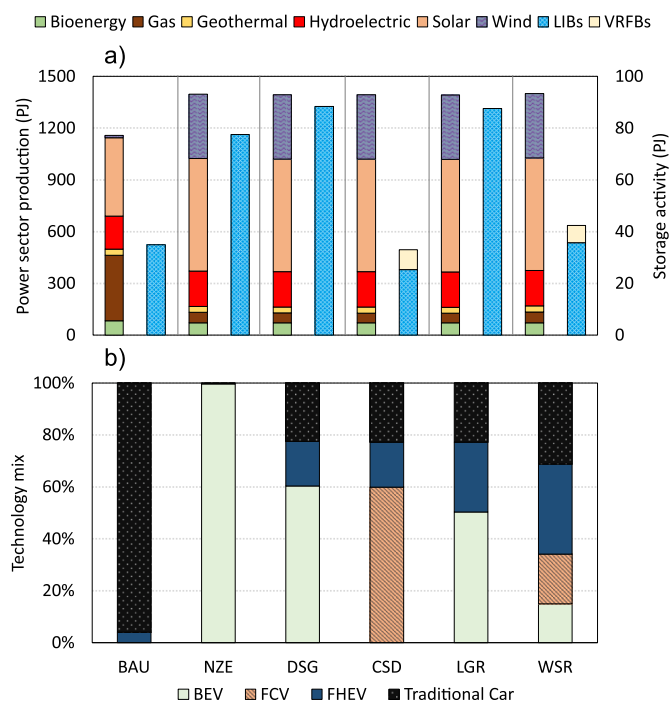 Bioenergy Gas Geothermal Hydroelectric Solar Wind LIBs VRFBs
a)
Power sector production (PJ)
1500
1200
900
600
300
0
100
80
60
40
20
0
Storage activity (PJ)
b)
Technology mix
100%
80%
60%
40%
20%
0%
BAU NZE DSG CSD LGR WSR
BEV FCV FHEV Traditional Car